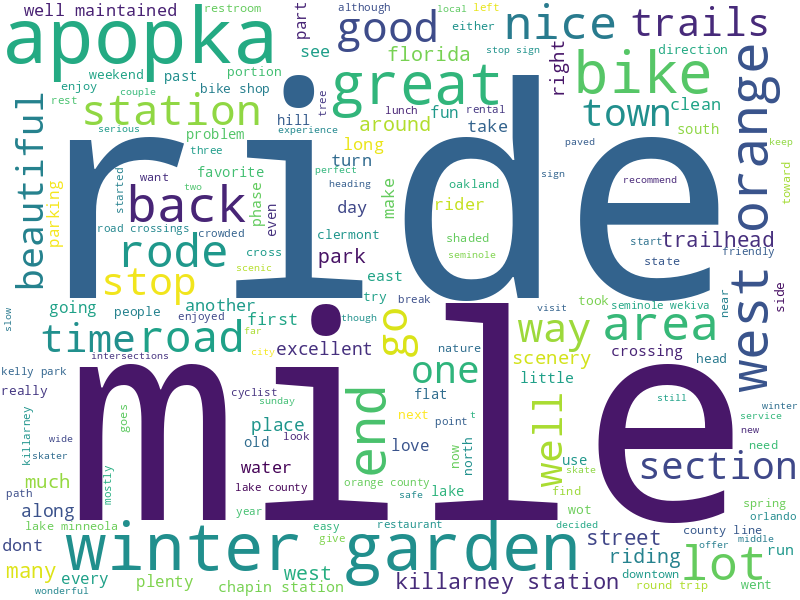 restroom
although
local
left
well maintained
part
good
nice
trails
apopka
see
florida
either
stop sign
direction
weekend
past
portion
great
right
bike
enjoy
bike shop
rest
couple
station
tree
lunch
rental
town
clean
hill
fun
take
around
experience
serious
problem
long
south
paved
keep
beautiful
three
turn
perfect
ride
west orange
want
favorite
heading
oakland
sign
recommend
toward
parking
started
phase
even
make
day
rider
two
back
road crossings
crowded
clermont
shaded
start
trailhead
friendly
rode
cross
park
seminole
state
scenic
east
stop
try
break
took
seminole wekiva
near
side
going
another
people
enjoyed
first
though
visit
slow
time
road
far
go
way
area
city
excellent
nature
scenery
crossing
head
intersections
kelly park
mile
one
little
really
cyclist
flat
still
winter
sunday
goes
end
next
point
t
well
service
killarney
wide
place
look
new
skater
old
love
now
north
use
need
water
skate
section
much
mostly
lake county
orange county
lake
find
path
safe
wot
spring
along
year
orlando
lake minneola
easy
restaurant
decided
county line
dont
give
street
offer
middle
winter garden
riding
run
lot
many
every
plenty
west
downtown
chapin station
killarney station
round trip
went
wonderful